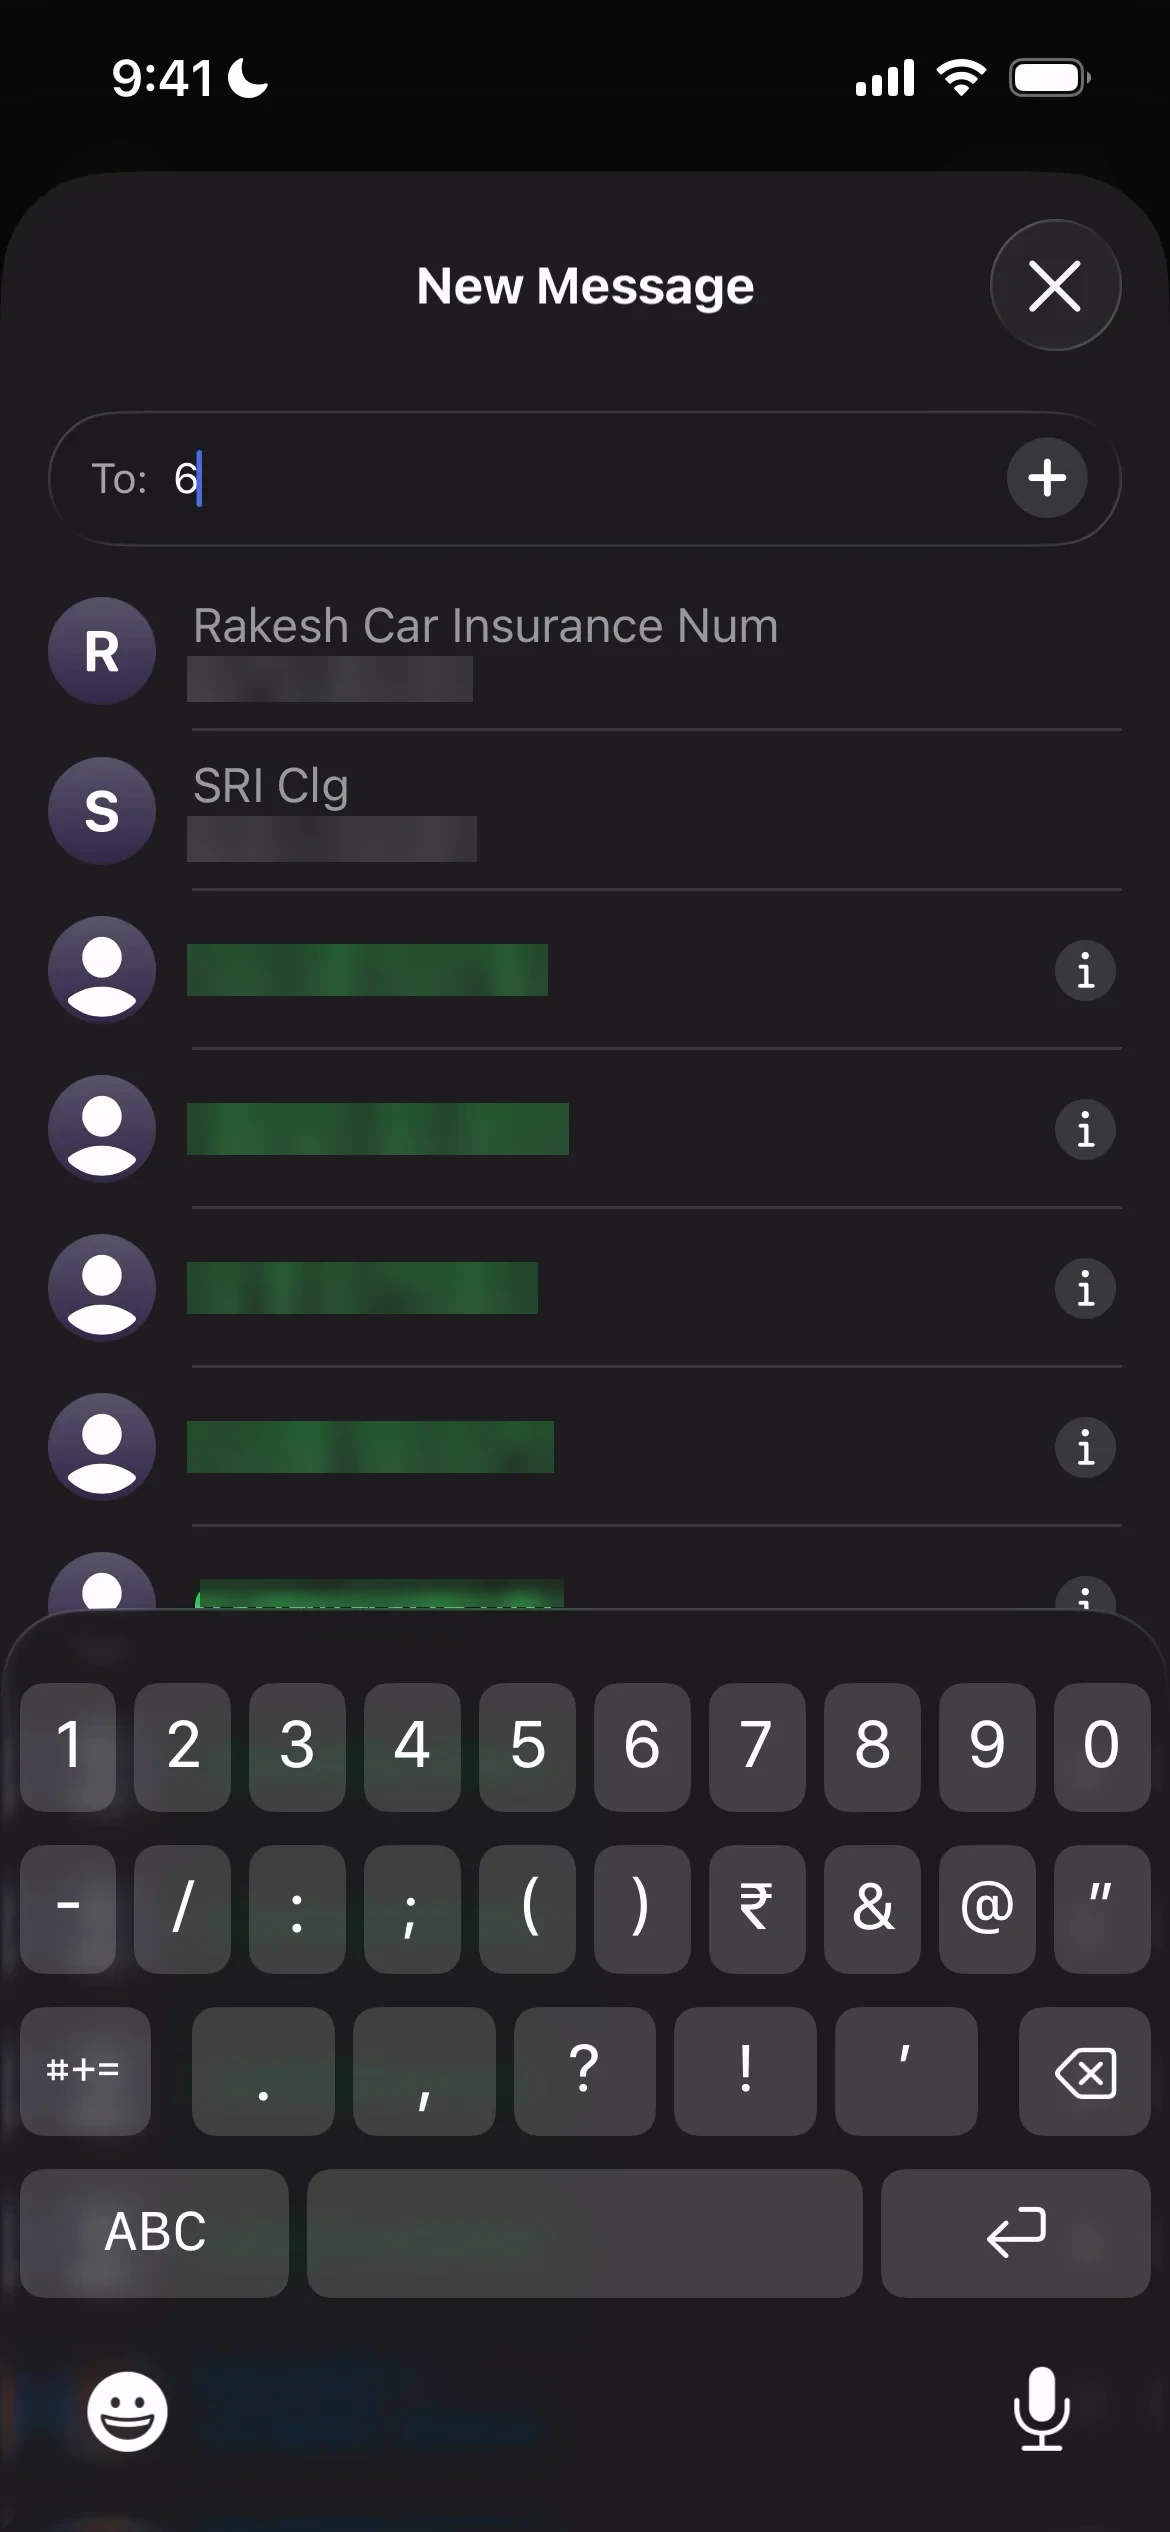 9:41
New Message
To: 6
R
Rakesh Car Insurance Num
S
SRI Clg
1 2 3 4 5 6 7 8 9 0
- / : ; ( ) ₹ & @ "
#+= . , ? ! '
ABC